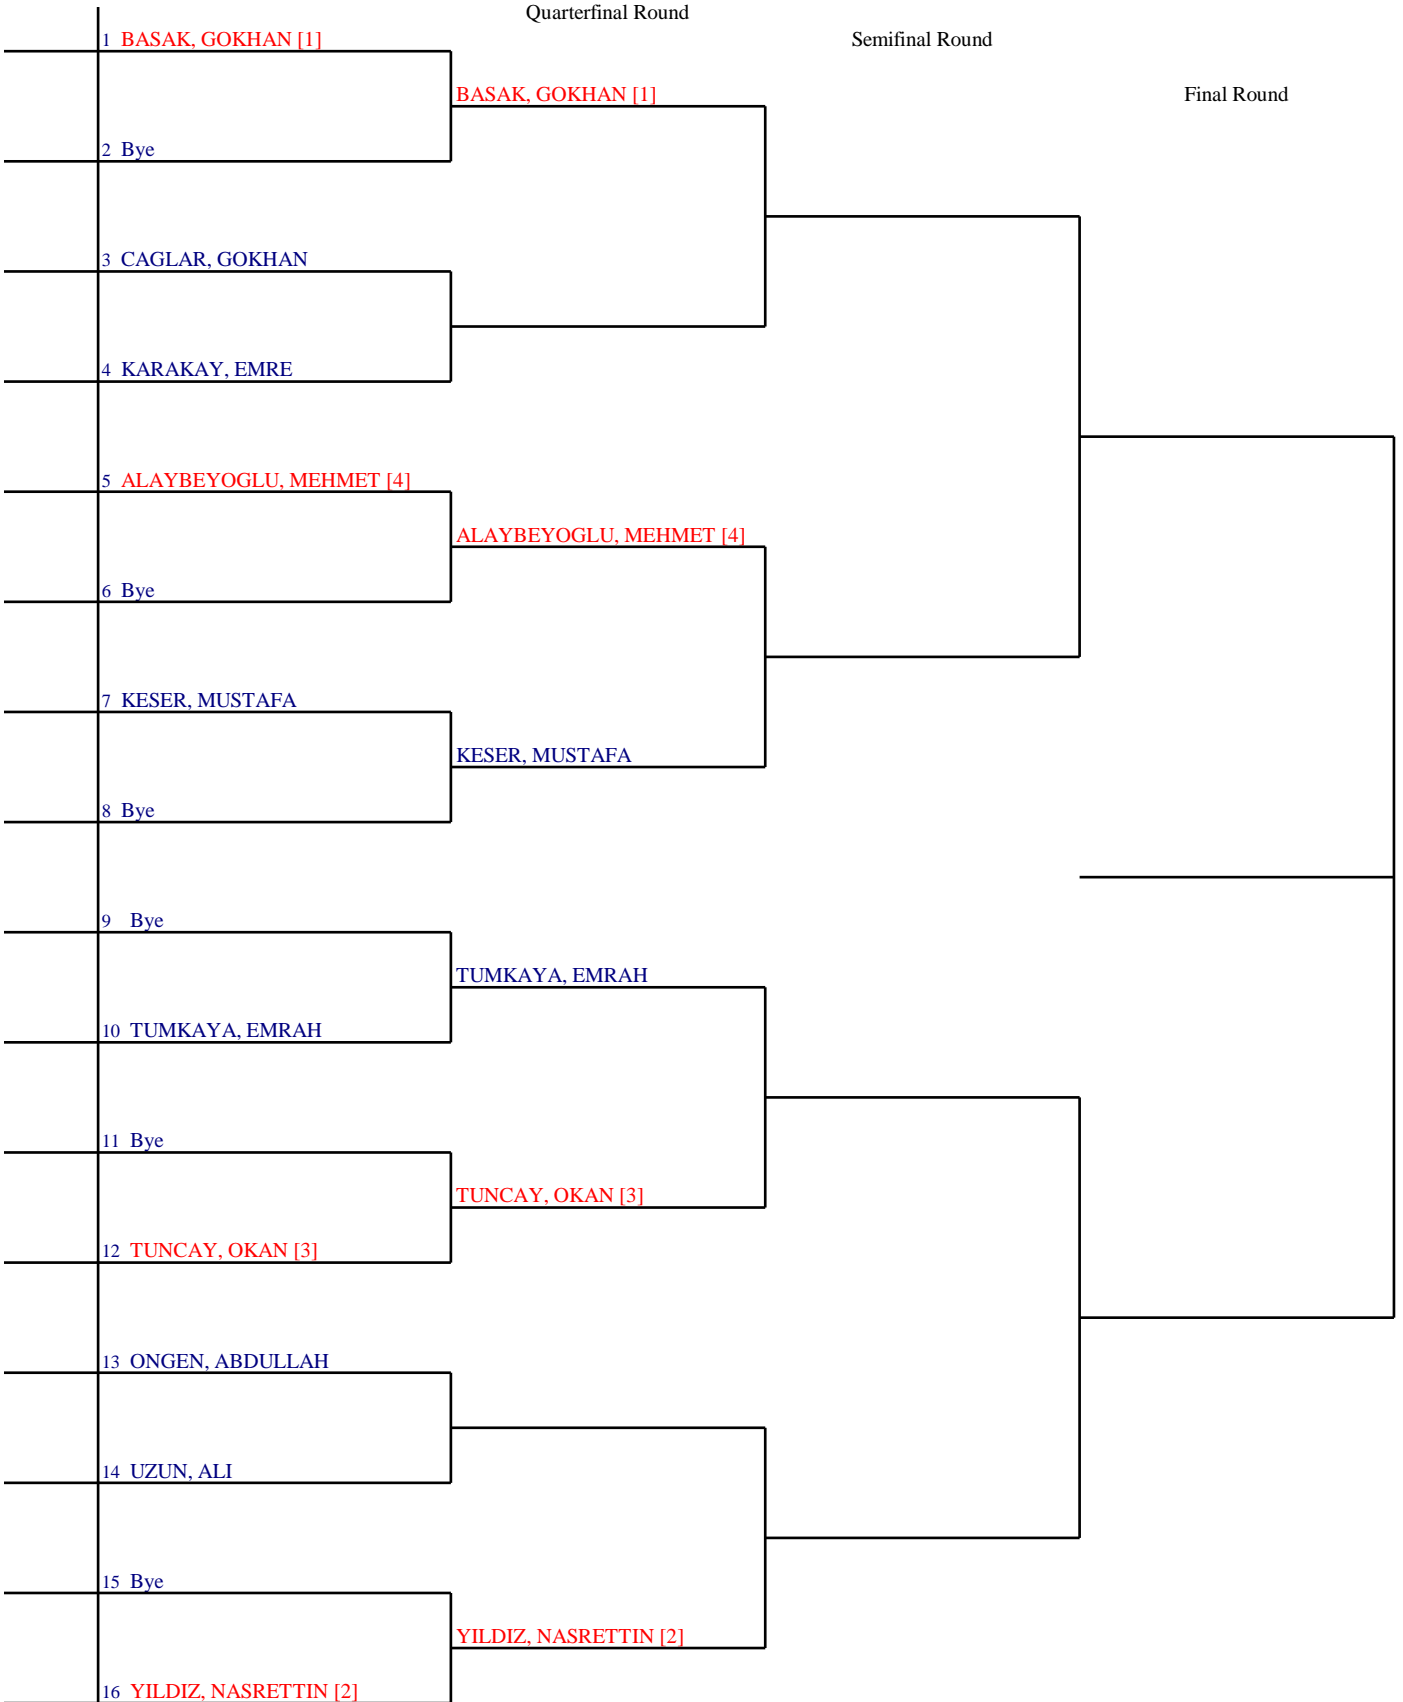 Quarterfinal Round
1 BASAK, GOKHAN [1]
Semifinal Round
BASAK, GOKHAN [1]
Final Round
2 Bye
3 CAGLAR, GOKHAN
4 KARAKAY, EMRE
5 ALAYBEYOGLU, MEHMET [4]
ALAYBEYOGLU, MEHMET [4]
6 Bye
7 KESER, MUSTAFA
KESER, MUSTAFA
8 Bye
9 Bye
TUMKAYA, EMRAH
10 TUMKAYA, EMRAH
11 Bye
TUNCAY, OKAN [3]
12 TUNCAY, OKAN [3]
13 ONGEN, ABDULLAH
14 UZUN, ALI
15 Bye
YILDIZ, NASRETTIN [2]
16 YILDIZ, NASRETTIN [2]